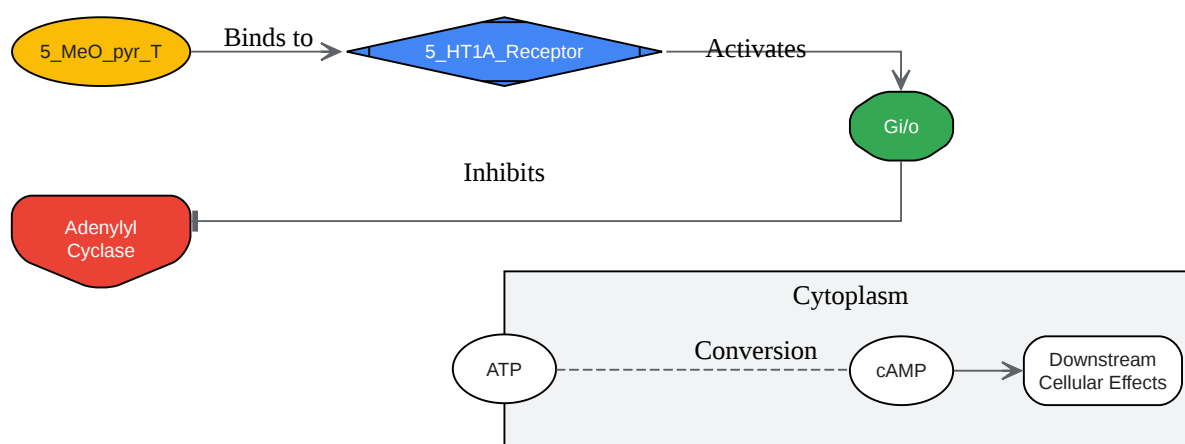 5_MeO_pyr_T
Binds to
5_HT1A_Receptor
Activates
Gi/o
Inhibits
Adenylyl
Cyclase
Cytoplasm
ATP
Conversion
cAMP
Downstream
Cellular Effects